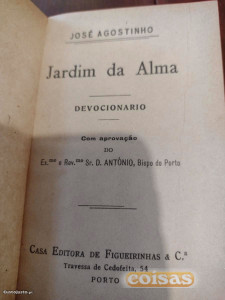 JOSÉ AGOSTINHO
Jardim da Alma
DEVOCIONARIO
Com aprovação
DO
Ex.mo e Rev.mo Sr. D. ANTÓNIO, Bispo do Porto
CASA EDITORA DE FIGUEIRINHAS & C.ª
Travessa de Cedofeita, 54
PORTO
coisas